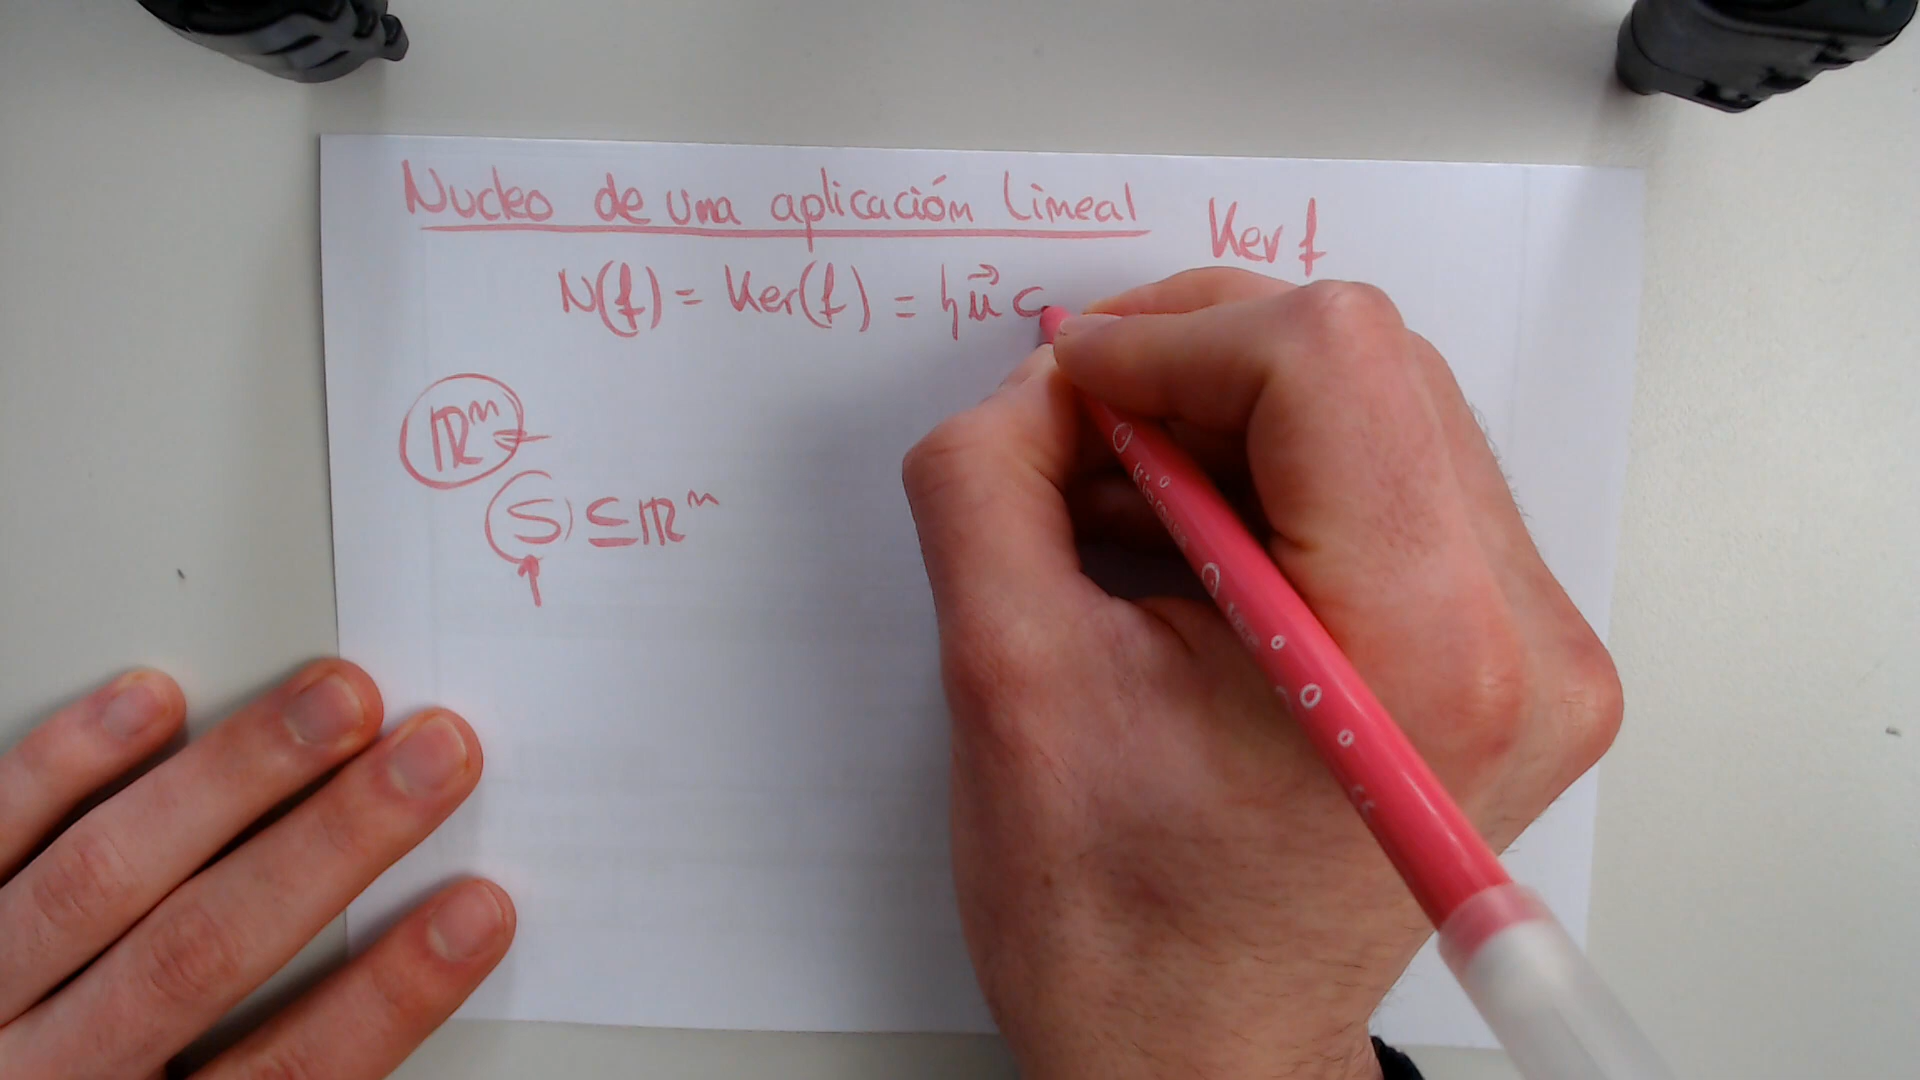 Nucleo de una aplicación Lineal Ker f
N(f) = Ker(f) = {u⃗ ∈
ℝⁿ
S ⊆ ℝⁿ